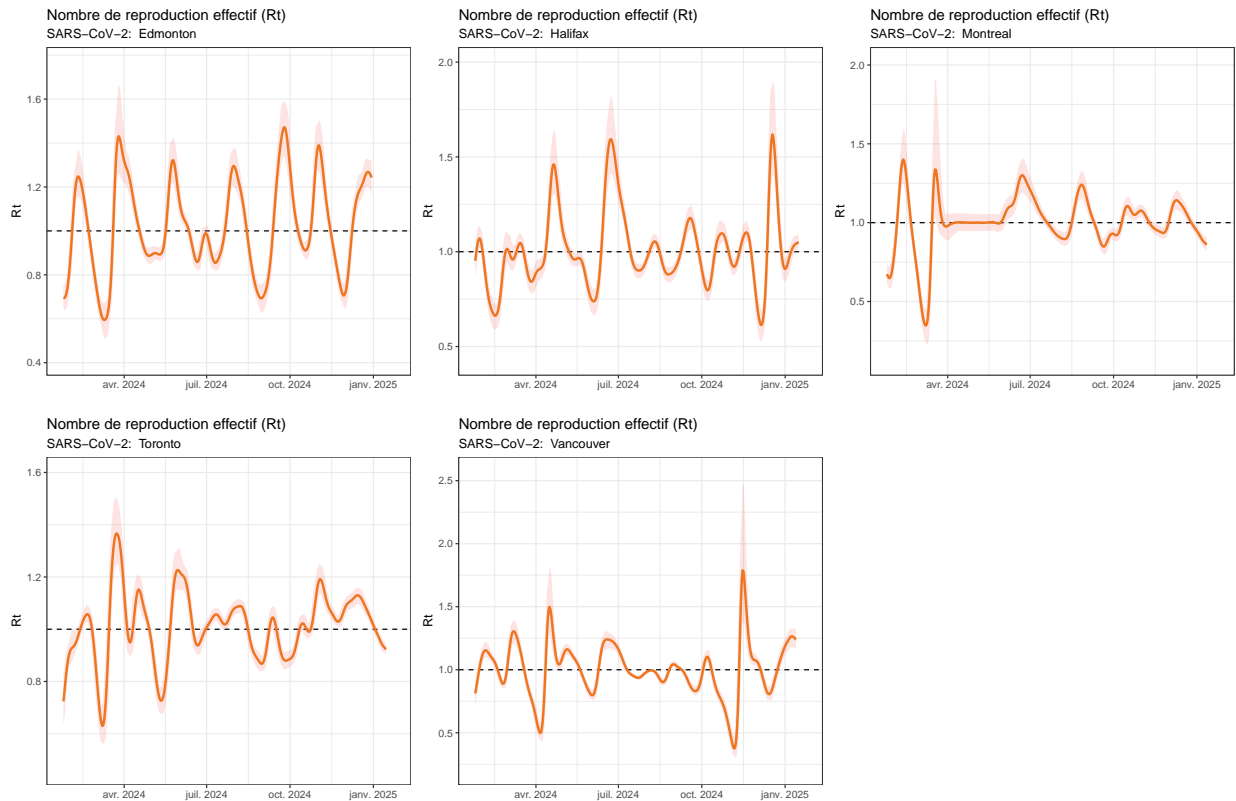 Nombre de reproduction effectif (Rt)
SARS−CoV−2: Edmonton
Rt
1.6
1.2
0.8
0.4
avr. 2024
juil. 2024
oct. 2024
janv. 2025
Nombre de reproduction effectif (Rt)
SARS−CoV−2: Halifax
Rt
2.0
1.5
1.0
0.5
avr. 2024
juil. 2024
oct. 2024
janv. 2025
Nombre de reproduction effectif (Rt)
SARS−CoV−2: Montreal
Rt
2.0
1.5
1.0
0.5
avr. 2024
juil. 2024
oct. 2024
janv. 2025
Nombre de reproduction effectif (Rt)
SARS−CoV−2: Toronto
Rt
1.6
1.2
0.8
avr. 2024
juil. 2024
oct. 2024
janv. 2025
Nombre de reproduction effectif (Rt)
SARS−CoV−2: Vancouver
Rt
2.5
2.0
1.5
1.0
0.5
avr. 2024
juil. 2024
oct. 2024
janv. 2025